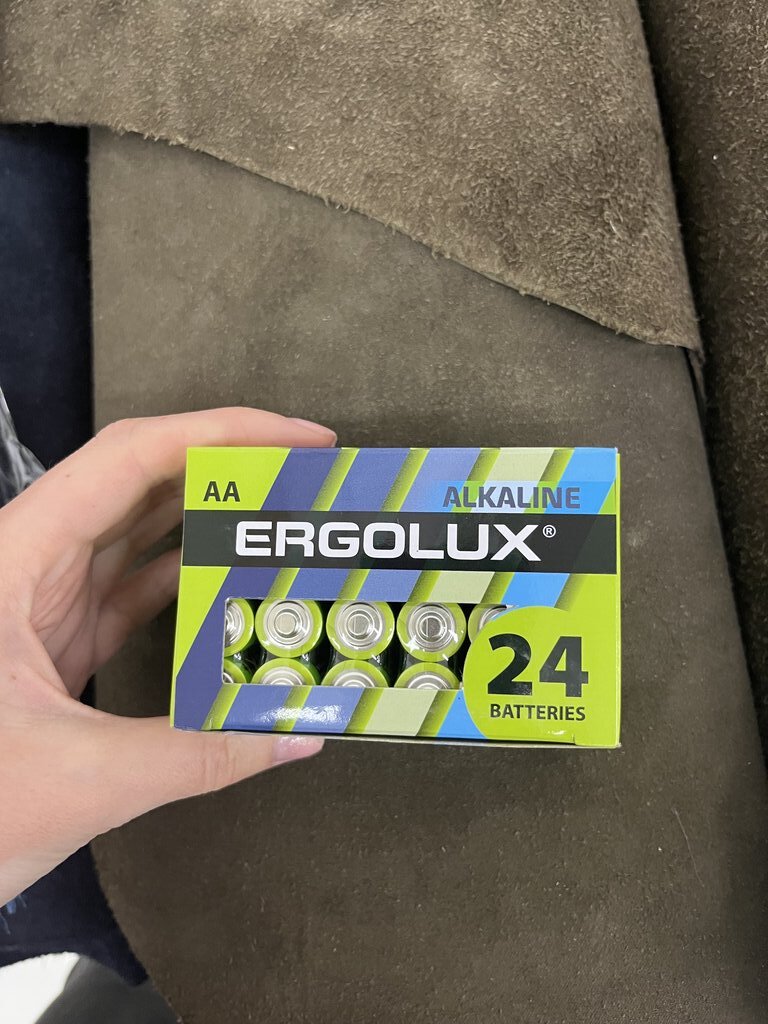 AA
ALKALINE
ERGOLUX®
24
BATTERIES